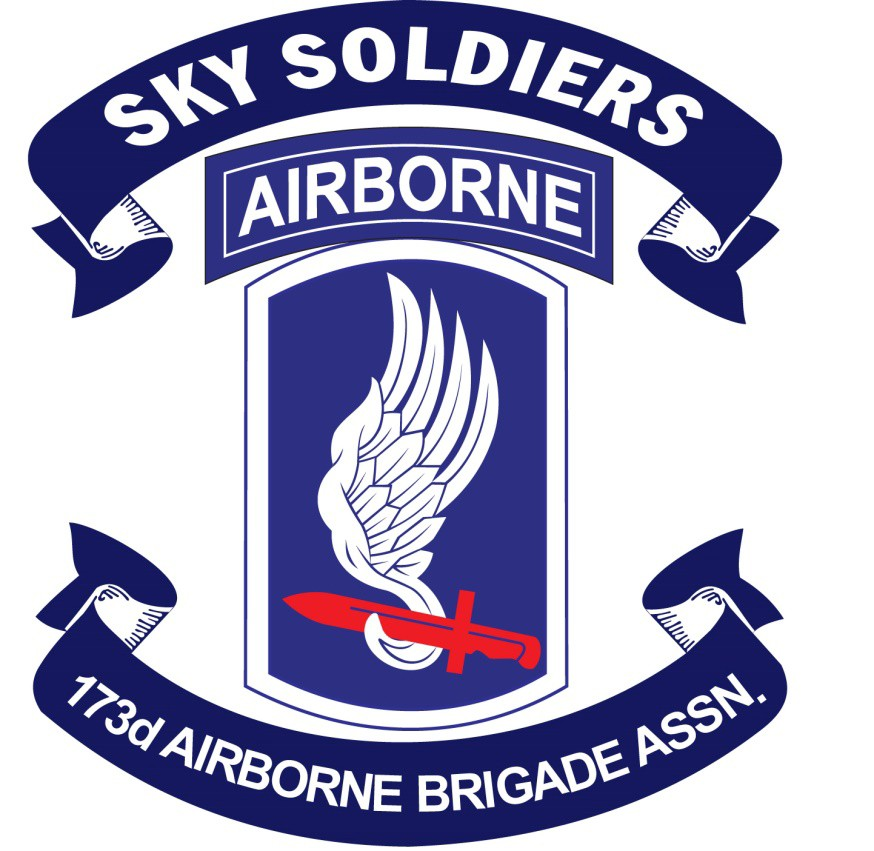 SKY SOLDIERS
AIRBORNE
173d AIRBORNE BRIGADE ASSN.